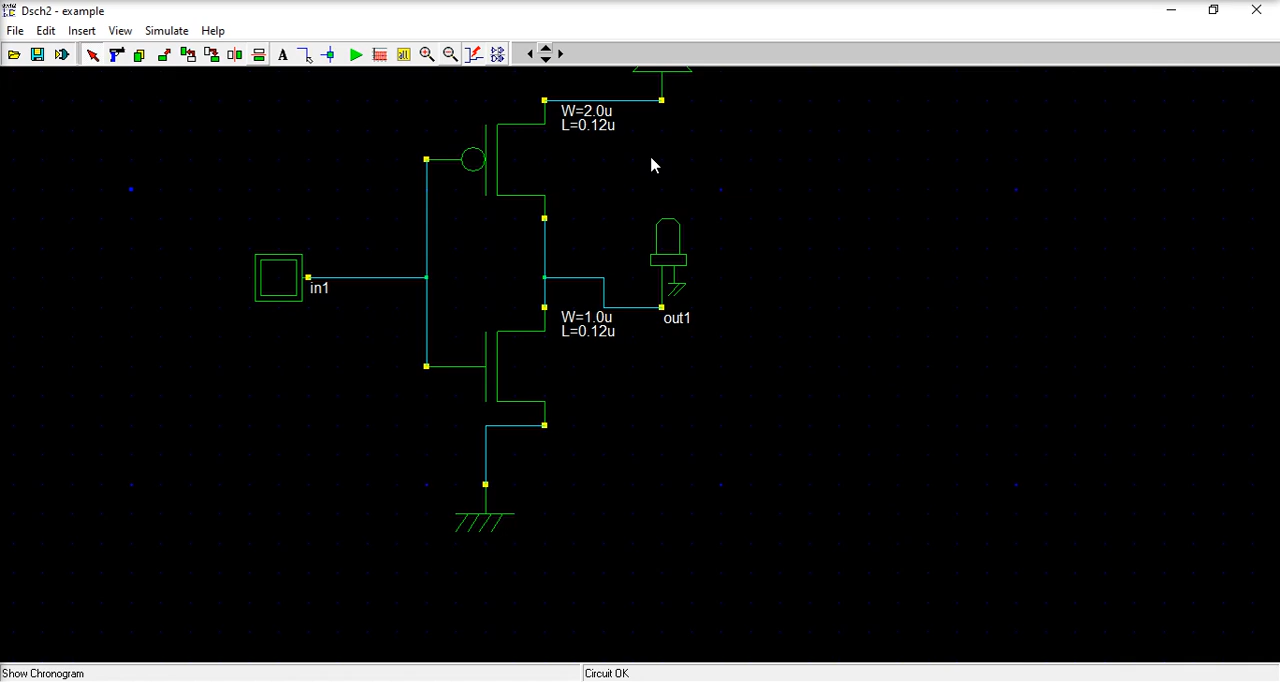 Dsch2 - example
File Edit Insert View Simulate Help
A all
W=2.0u
L=0.12u
in1
W=1.0u
L=0.12u
out1
Show Chronogram Circuit OK